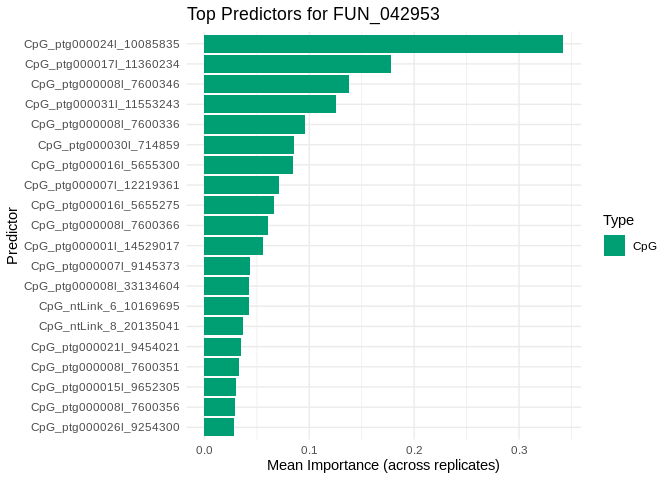 Top Predictors for FUN_042953
Predictor
CpG_ptg000024l_10085835
CpG_ptg000017l_11360234
CpG_ptg000008l_7600346
CpG_ptg000031l_11553243
CpG_ptg000008l_7600336
CpG_ptg000030l_714859
CpG_ptg000016l_5655300
CpG_ptg000007l_12219361
CpG_ptg000016l_5655275
CpG_ptg000008l_7600366
CpG_ptg000001l_14529017
CpG_ptg000007l_9145373
CpG_ptg000008l_33134604
CpG_ntLink_6_10169695
CpG_ntLink_8_20135041
CpG_ptg000021l_9454021
CpG_ptg000008l_7600351
CpG_ptg000015l_9652305
CpG_ptg000008l_7600356
CpG_ptg000026l_9254300
0.0 0.1 0.2 0.3
Mean Importance (across replicates)
Type
CpG